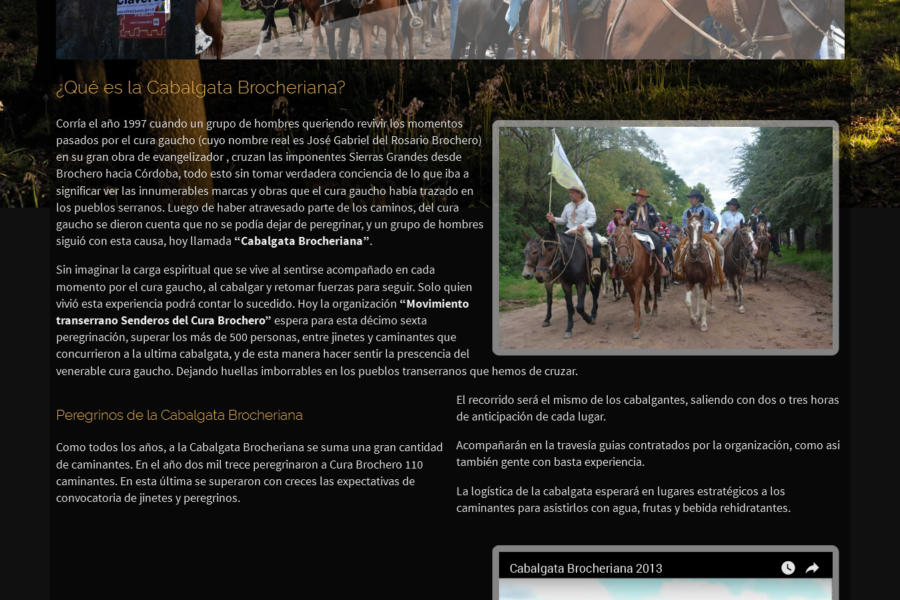 ¿Qué es la Cabalgata Brocheriana?
Corría el año 1997 cuando un grupo de hombres queriendo revivir los momentos
pasados por el cura gaucho (cuyo nombre real es José Gabriel del Rosario Brochero)
en su gran obra de evangelizador , cruzan las imponentes Sierras Grandes desde
Brochero hacia Córdoba, todo esto sin tomar verdadera conciencia de lo que iba a
significar ver las innumerables marcas y obras que el cura gaucho había trazado en
los pueblos serranos. Luego de haber atravesado parte de los caminos, del cura
gaucho se dieron cuenta que no se podía dejar de peregrinar, y un grupo de hombres
siguió con esta causa, hoy llamada “Cabalgata Brocheriana”.
Sin imaginar la carga espiritual que se vive al sentirse acompañado en cada
momento por el cura gaucho, al cabalgar y retomar fuerzas para seguir. Solo quien
vivió esta experiencia podrá contar lo sucedido. Hoy la organización “Movimiento
transerrano Senderos del Cura Brochero” espera para esta décimo sexta
peregrinación, superar los más de 500 personas, entre jinetes y caminantes que
concurrieron a la ultima cabalgata, y de esta manera hacer sentir la prescencia del
venerable cura gaucho. Dejando huellas imborrables en los pueblos transerranos que hemos de cruzar.
Peregrinos de la Cabalgata Brocheriana
Como todos los años, a la Cabalgata Brocheriana se suma una gran cantidad
de caminantes. En el año dos mil trece peregrinaron a Cura Brochero 110
caminantes. En esta última se superaron con creces las expectativas de
convocatoria de jinetes y peregrinos.
El recorrido será el mismo de los cabalgantes, saliendo con dos o tres horas
de anticipación de cada lugar.
Acompañarán en la travesía guias contratados por la organización, como asi
también gente con basta experiencia.
La logística de la cabalgata esperará en lugares estratégicos a los
caminantes para asistirlos con agua, frutas y bebida rehidratantes.
Cabalgata Brocheriana 2013